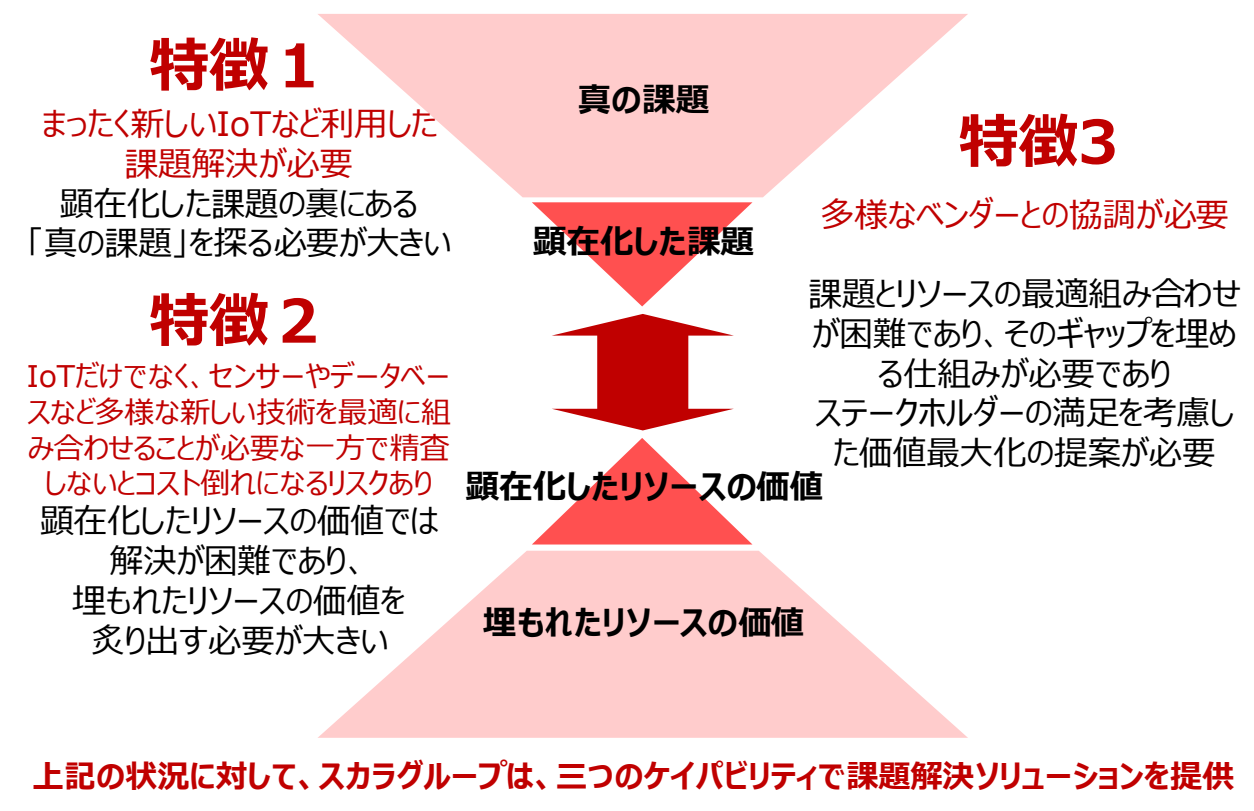 特徴１
まったく新しいIoTなど利用した
課題解決が必要
顕在化した課題の裏にある
「真の課題」を探る必要が大きい
特徴２
IoTだけでなく、センサーやデータベー
スなど多様な新しい技術を最適に組
み合わせることが必要な一方で精査
しないとコスト倒れになるリスクあり
顕在化したリソースの価値では
解決が困難であり、
埋もれたリソースの価値を
炙り出す必要が大きい
真の課題
顕在化した課題
顕在化したリソースの価値
埋もれたリソースの価値
特徴3
多様なベンダーとの協調が必要
課題とリソースの最適組み合わせ
が困難であり、そのギャップを埋め
る仕組みが必要であり
ステークホルダーの満足を考慮し
た価値最大化の提案が必要
上記の状況に対して、スカラグループは、三つのケイパビリティで課題解決ソリューションを提供